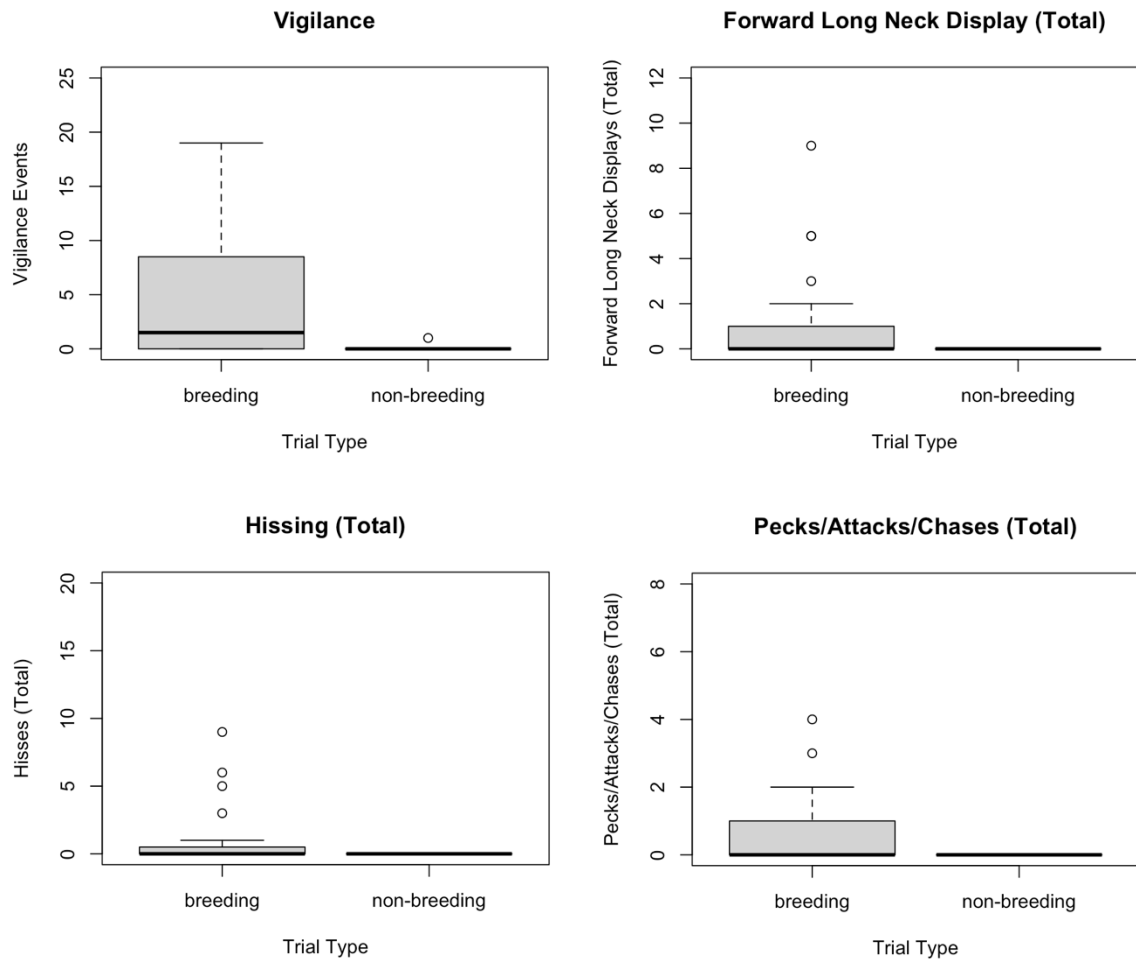 Vigilance
Vigilance Events
25
20
15
10
5
0
breeding
non-breeding
Trial Type
Forward Long Neck Display (Total)
Forward Long Neck Displays (Total)
12
10
8
6
4
2
0
breeding
non-breeding
Trial Type
Hissing (Total)
Hisses (Total)
20
15
10
5
0
breeding
non-breeding
Trial Type
Pecks/Attacks/Chases (Total)
Pecks/Attacks/Chases (Total)
8
6
4
2
0
breeding
non-breeding
Trial Type